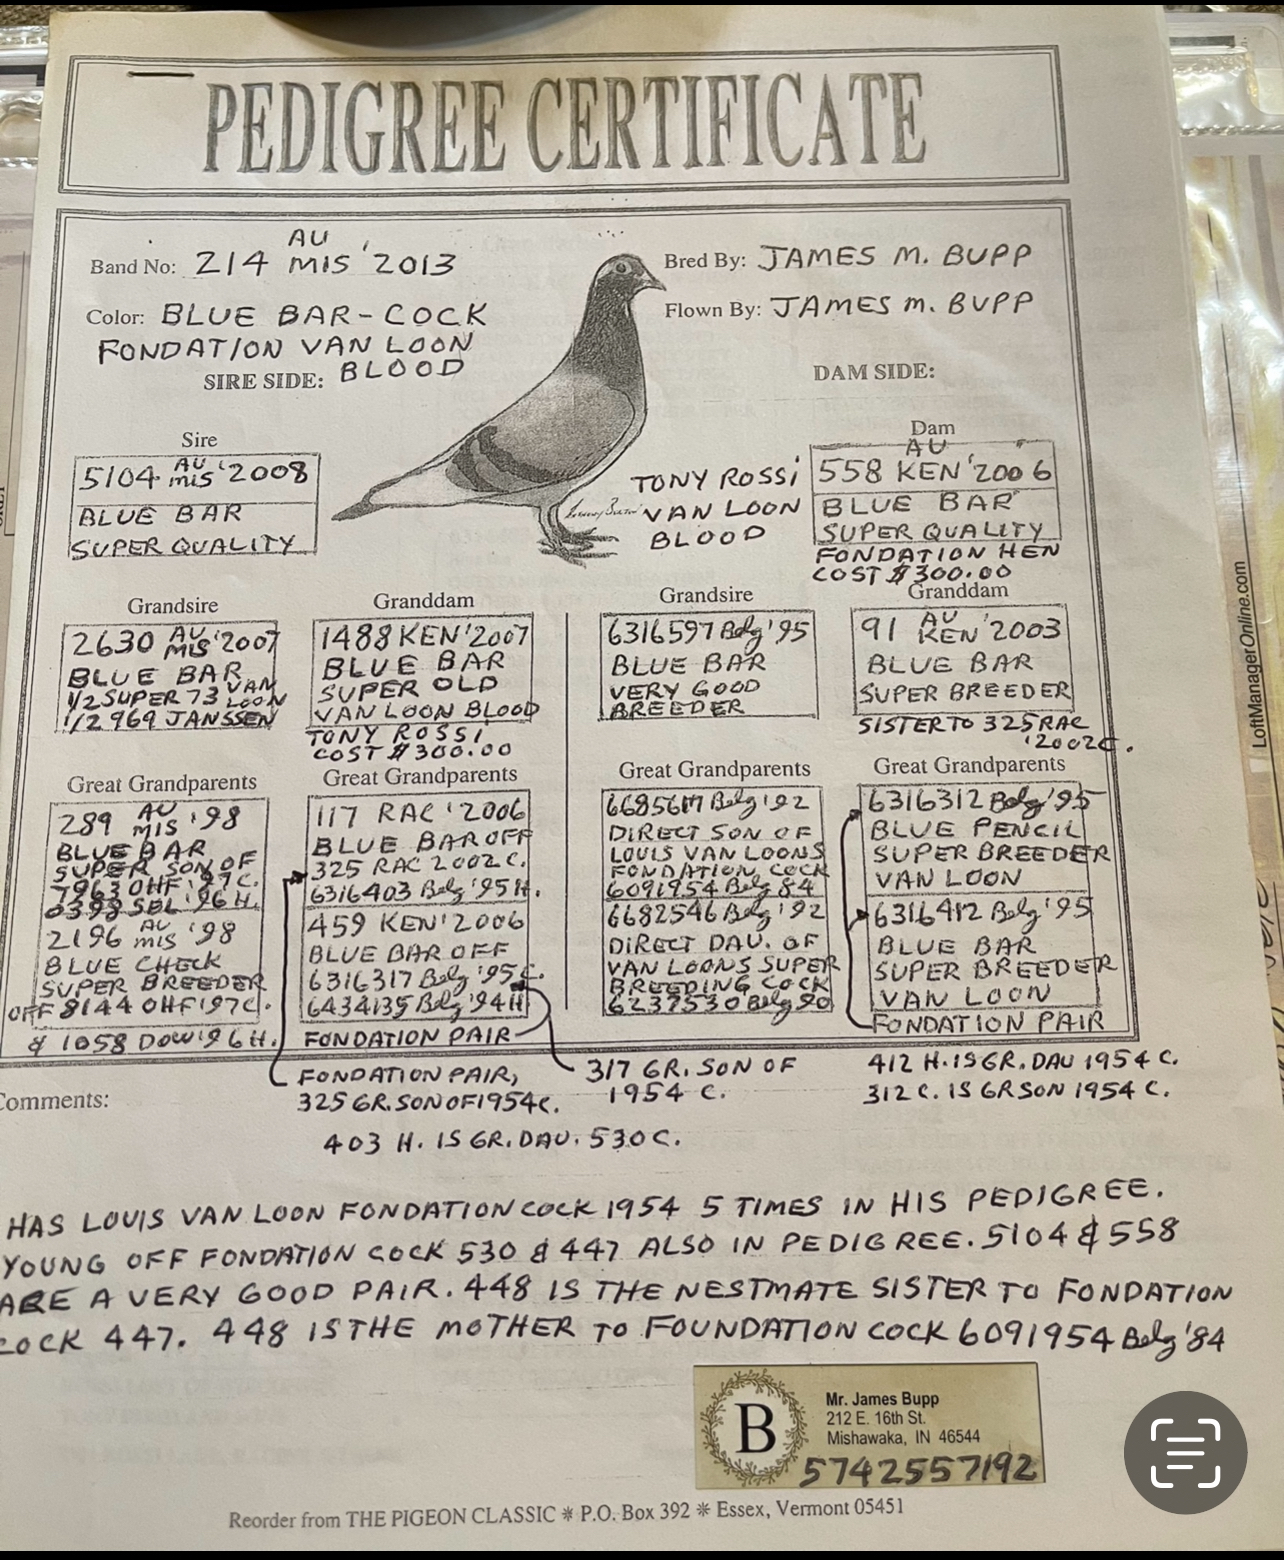 PEDIGREE CERTIFICATE
Band No: 214 AU MIS '2013
Bred By: JAMES M. BUPP
Color: BLUE BAR-COCK
Flown By: JAMES M. BUPP
FONDATION VAN LOON
BLOOD
SIRE SIDE:
DAM SIDE:
Sire
5104 AU MIS '2008
BLUE BAR
SUPER QUALITY
TONY ROSSI
VAN LOON
BLOOD
Dam
AU
558 KEN '2006
BLUE BAR
SUPER QUALITY
FONDATION HEN
COST $300.00
Grandsire
2630 AU MIS '2007
BLUE BAR
1/2 SUPER 73 VAN LOON
1/2 969 JANSSEN
Granddam
1488 KEN '2007
BLUE BAR
SUPER OLD
VAN LOON BLOOD
TONY ROSSI
COST $300.00
Grandsire
6316597 Belg '95
BLUE BAR
VERY GOOD
BREEDER
Granddam
91 AU KEN '2003
BLUE BAR
SUPER BREEDER
SISTER TO 325 RAC
'2002C.
Great Grandparents
289 AU MIS '98
BLUE BAR
SUPER SON OF
7963 OHF '97C.
0398 SBL '96H.
2196 AU MIS '98
BLUE CHECK
SUPER BREEDER
OFF 8144 OHF '97C.
& 1058 DOW '96H.
Great Grandparents
117 RAC '2006
BLUE BAR OFF
325 RAC 2002C.
6316403 Belg '95H.
459 KEN '2006
BLUE BAR OFF
6316317 Belg '95C.
6434135 Belg '94H
FONDATION PAIR
Great Grandparents
Belg '92
DIRECT SON OF
LOUIS VAN LOONS
FONDATION COCK
6091954 Belg 84
6682546 Belg '92
DIRECT DAU. OF
VAN LOONS SUPER
BREEDING COCK
6237530 Belg 90
Great Grandparents
6316312 Belg '95
BLUE PENCIL
SUPER BREEDER
VAN LOON
6316412 Belg '95
BLUE BAR
SUPER BREEDER
VAN LOON
FONDATION PAIR
FONDATION PAIR,
325 GR. SON OF 1954C.
317 GR. SON OF
1954 C.
412 H. IS GR. DAU 1954 C.
312 C. IS GR SON 1954 C.
Comments:
403 H. IS GR. DAU. 530 C.
HAS LOUIS VAN LOON FONDATION COCK 1954 5 TIMES IN HIS PEDIGREE.
YOUNG OFF FONDATION COCK 530 & 447 ALSO IN PEDIGREE. 5104 & 558
ARE A VERY GOOD PAIR. 448 IS THE NESTMATE SISTER TO FONDATION
COCK 447. 448 IS THE MOTHER TO FOUNDATION COCK 6091954 Belg '84
B
Mr. James Bupp
212 E. 16th St.
Mishawaka, IN 46544
5742557192
Reorder from THE PIGEON CLASSIC * P.O. Box 392 * Essex, Vermont 05451
LoftManagerOnline.com